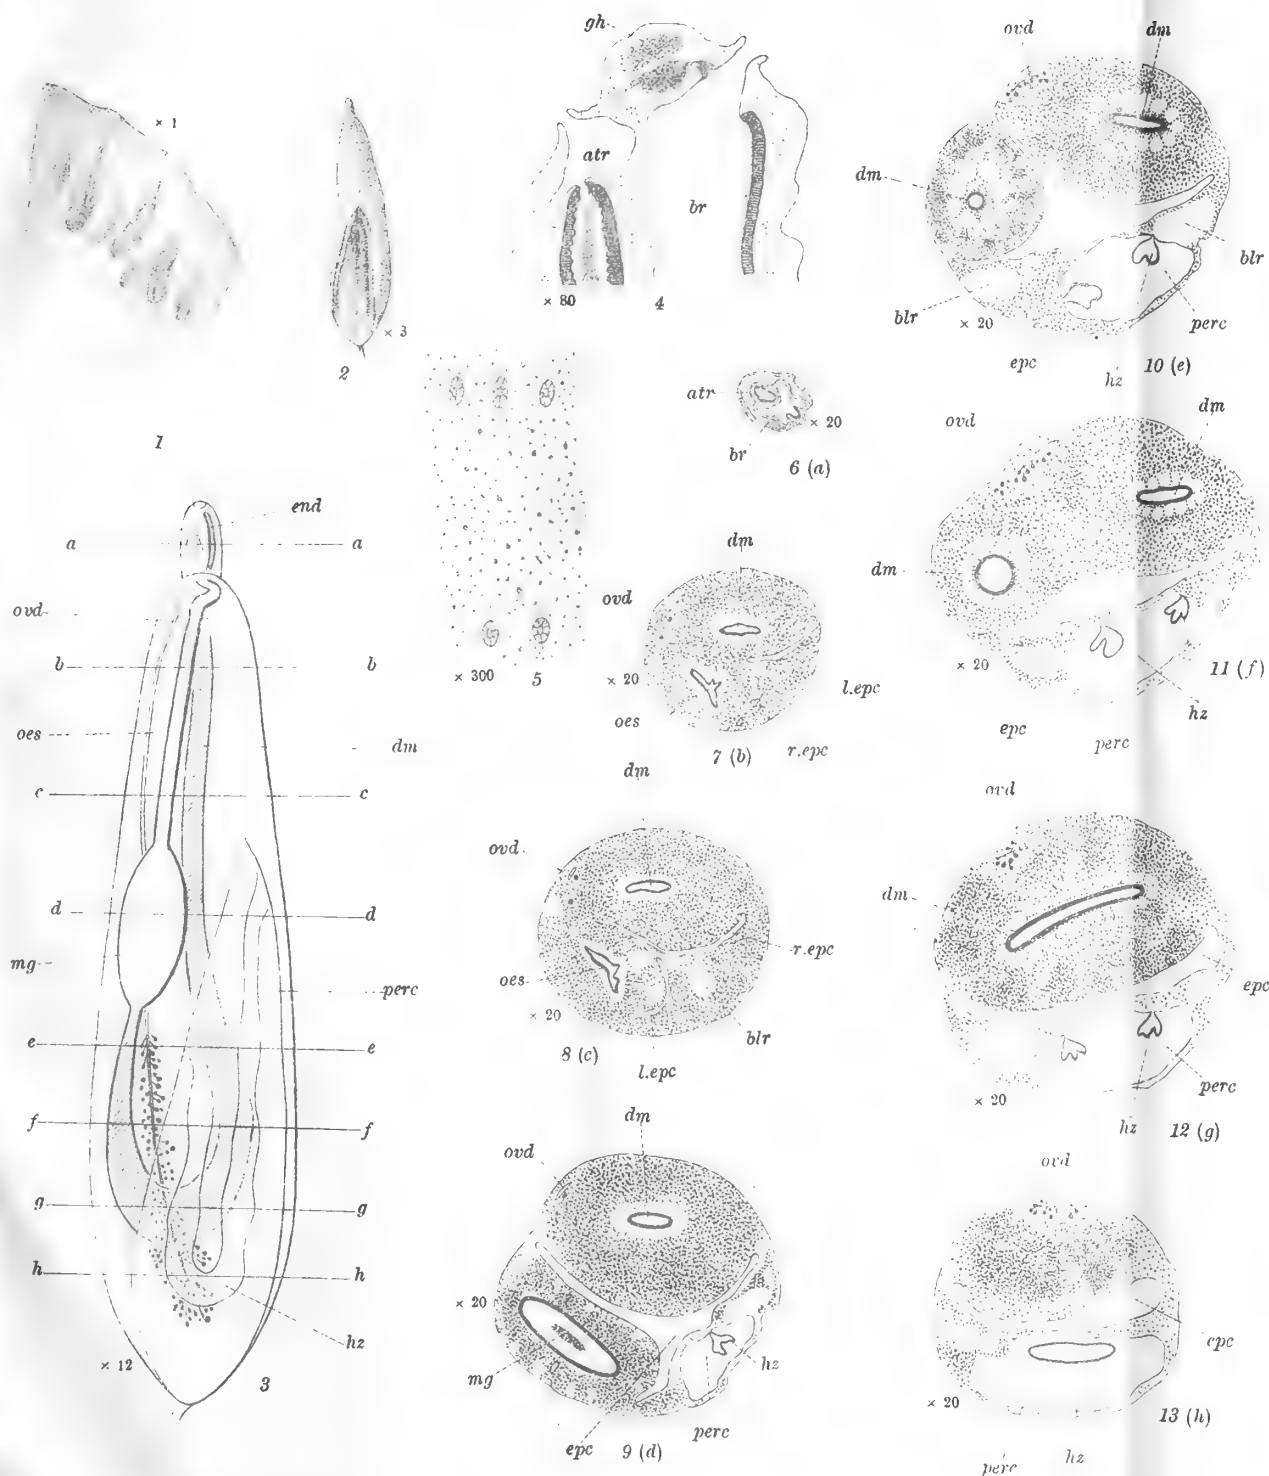 × 1
1
× 3
2
gh
atr
br
× 80
4
× 300
5
end
a a
ovd
b b
oes
dm
c c
d d
mg
perc
e e
f f
g g
h h
hz
× 12
3
atr
br
× 20
6 (a)
dm
ovd
× 20
oes
l.epc
r.epc
7 (b)
dm
ovd
r.epc
oes
× 20
blr
l.epc
8 (c)
dm
ovd
× 20
mg
hz
perc
epc
9 (d)
ovd
dm
dm
blr
blr
× 20
perc
epc
hz
10 (e)
ovd
dm
dm
× 20
hz
epc
perc
11 (f)
ovd
dm
epc
× 20
perc
hz
12 (g)
ovd
epc
× 20
13 (h)
perc
hz